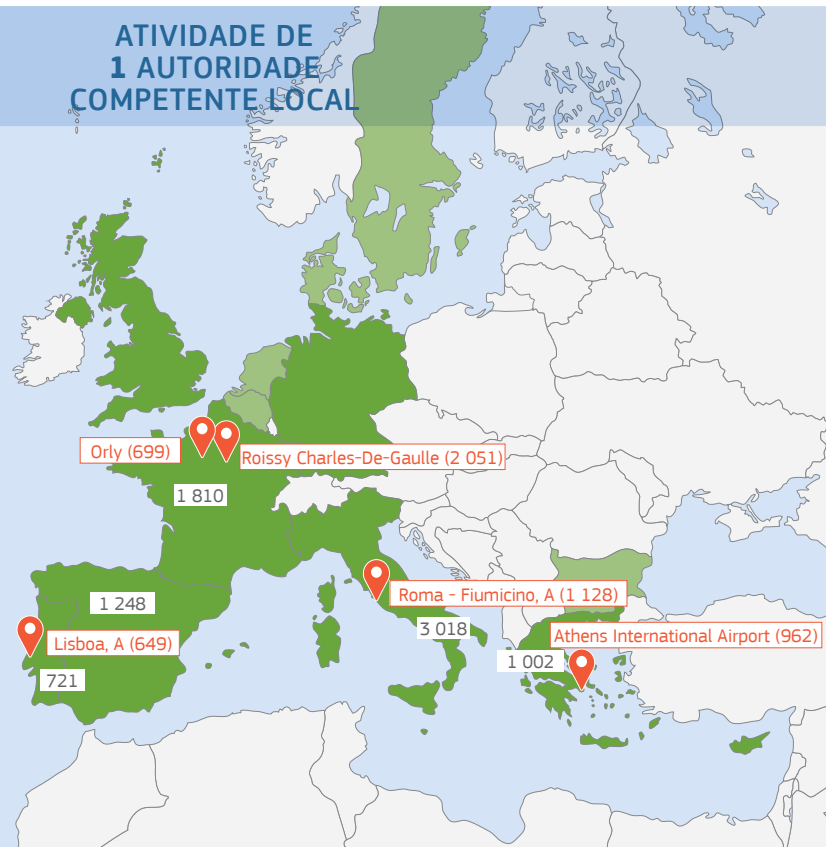 ATIVIDADE DE
1 AUTORIDADE
COMPETENTE LOCAL
Orly (699)
Roissy Charles-De-Gaulle (2 051)
1 810
1 248
Roma - Fiumicino, A (1 128)
3 018
Athens International Airport (962)
Lisboa, A (649)
1 002
721